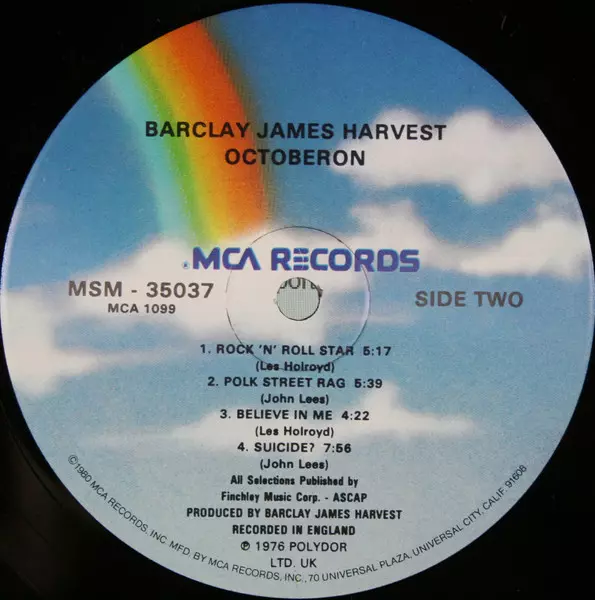 BARCLAY JAMES HARVEST
OCTOBERON
MCA RECORDS
MSM - 35037
MCA 1099
SIDE TWO
1. ROCK 'N' ROLL STAR 5:17
(Les Holroyd)
2. POLK STREET RAG 5:39
(John Lees)
3. BELIEVE IN ME 4:22
(Les Holroyd)
4. SUICIDE? 7:56
(John Lees)
All Selections Published by
Finchley Music Corp. - ASCAP
PRODUCED BY BARCLAY JAMES HARVEST
RECORDED IN ENGLAND
℗ 1976 POLYDOR
LTD. UK
©1980 MCA RECORDS, INC. MFD. BY MCA RECORDS, INC., 70 UNIVERSAL PLAZA, UNIVERSAL CITY, CALIF. 91608